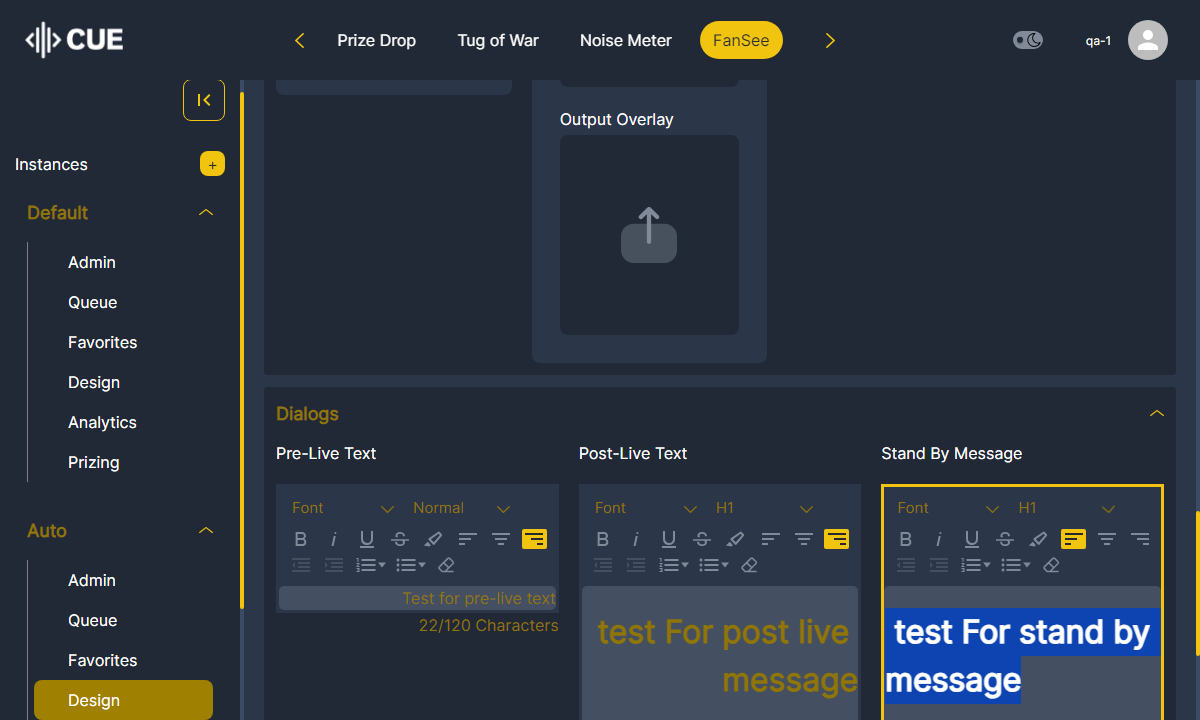 CUE
Prize Drop
Tug of War
Noise Meter
FanSee
qa-1
Instances
+
Default
Admin
Queue
Favorites
Design
Analytics
Prizing
Auto
Admin
Queue
Favorites
Design
Output Overlay
Dialogs
Pre-Live Text
Font
Normal
B i U S
Test for pre-live text
22/120 Characters
Post-Live Text
Font
H1
B i U S
test For post live
message
Stand By Message
Font
H1
B i U S
test For stand by
message